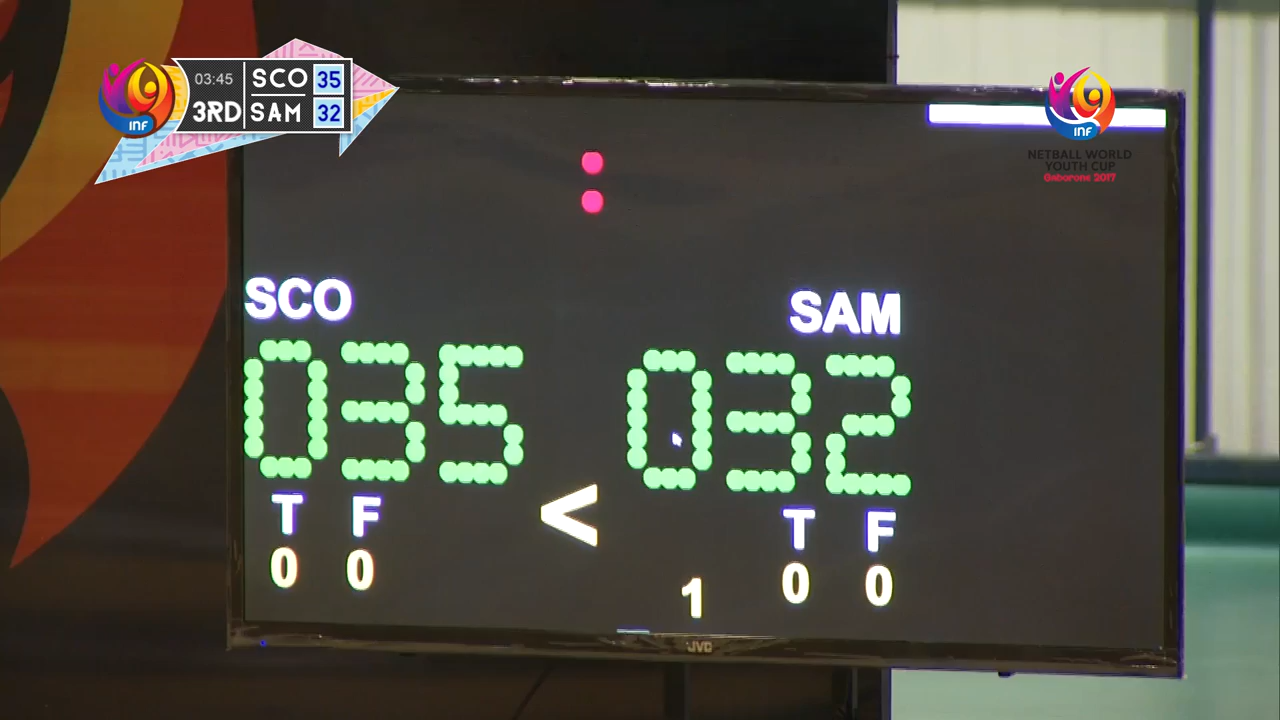 03:45 SCO 35
3RD SAM 32
INF
INF
NETBALL WORLD
YOUTH CUP
Gaborone 2017
:
SCO SAM
035 032
T F < T F
0 0 1 0 0
JVC